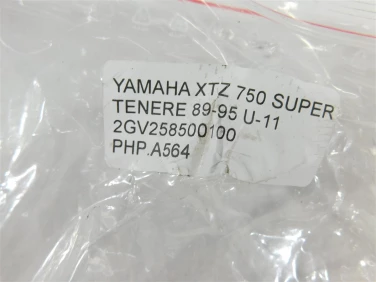 YAMAHA XTZ 750 SUPER
TENERE 89-95 U-11
2GV258500100
PHP.A564